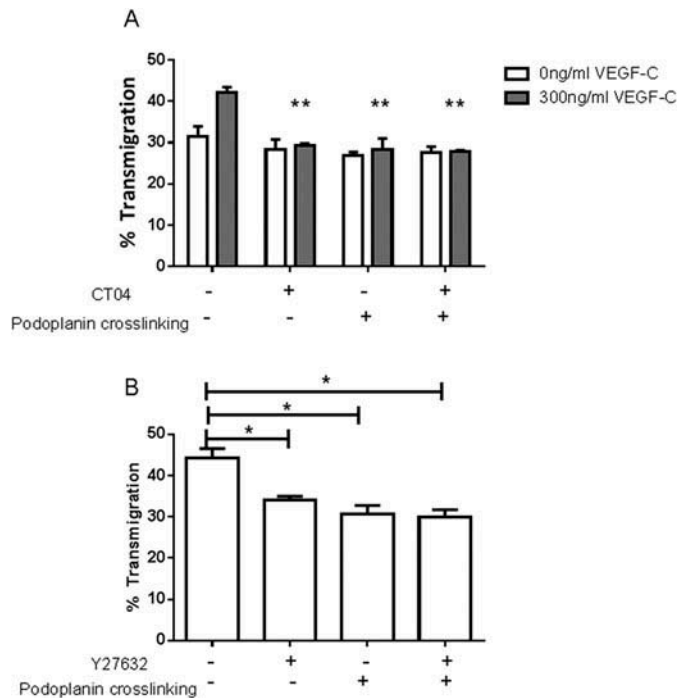 A
% Transmigration
50
40
30
20
10
0
** ** **
0ng/ml VEGF-C
300ng/ml VEGF-C
CT04 - + - +
Podoplanin crosslinking - - + +
B
% Transmigration
50
40
30
20
10
0
*
*
*
Y27632 - + - +
Podoplanin crosslinking - - + +